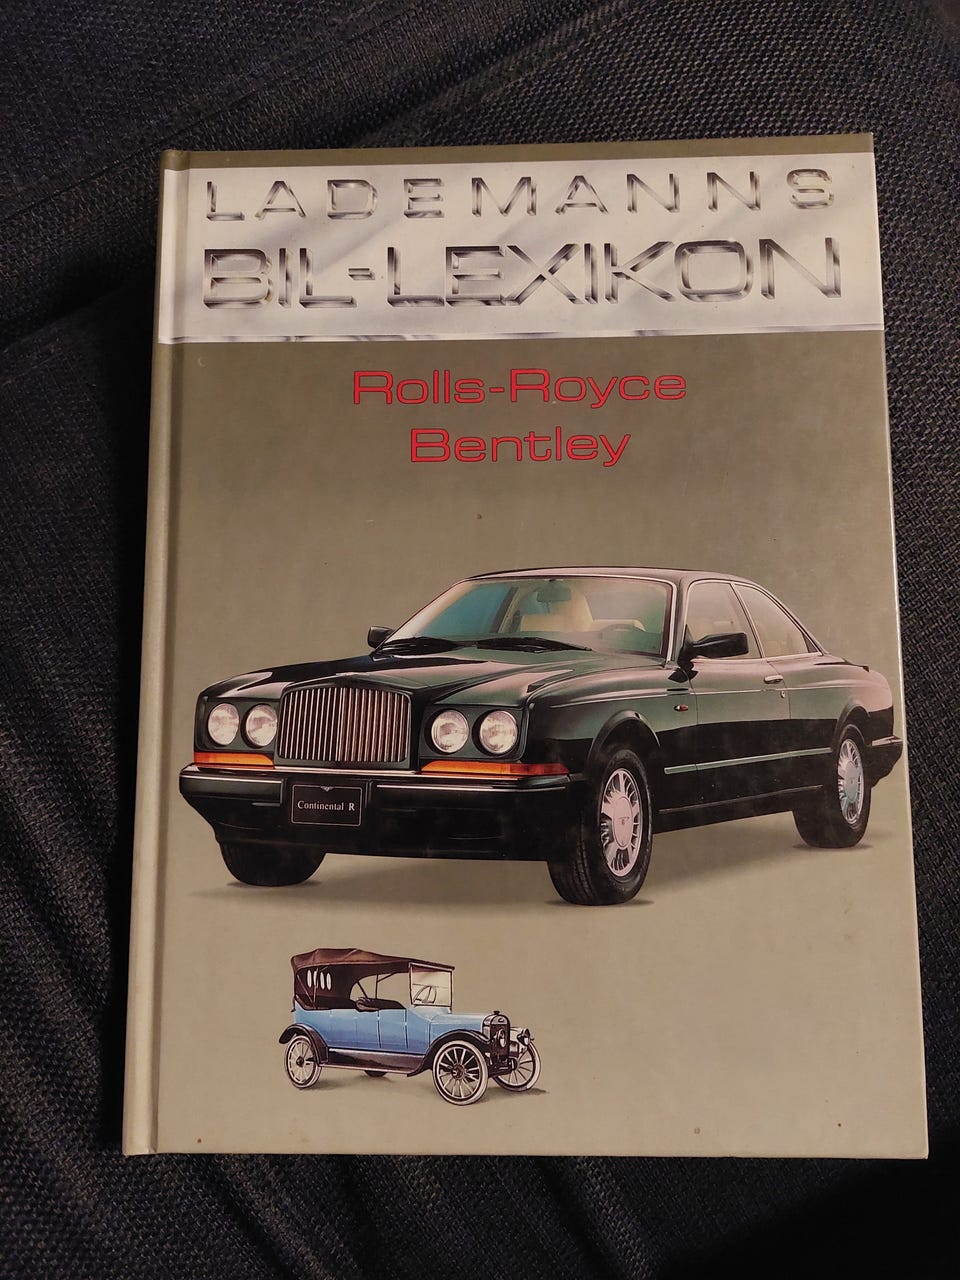 LADEMANNS
BIL-LEXIKON
Rolls-Royce
Bentley
Continental R